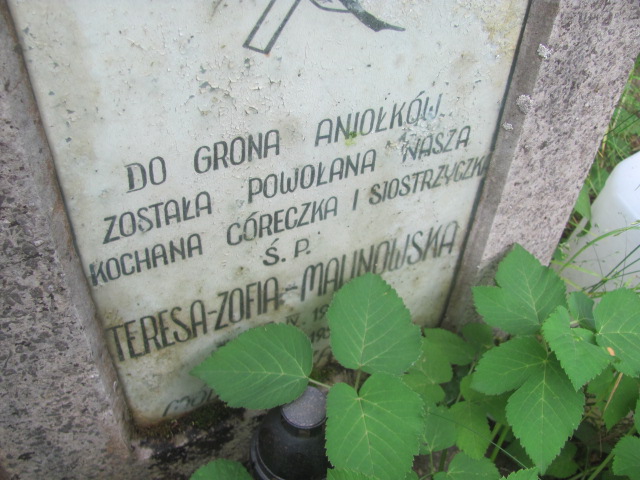 DO GRONA ANIOŁKÓW
ZOSTAŁA POWOŁANA NASZA
KOCHANA CÓRECZKA I SIOSTRZYCZKA
Ś. P.
TERESA-ZOFIA-MALINOWSKA